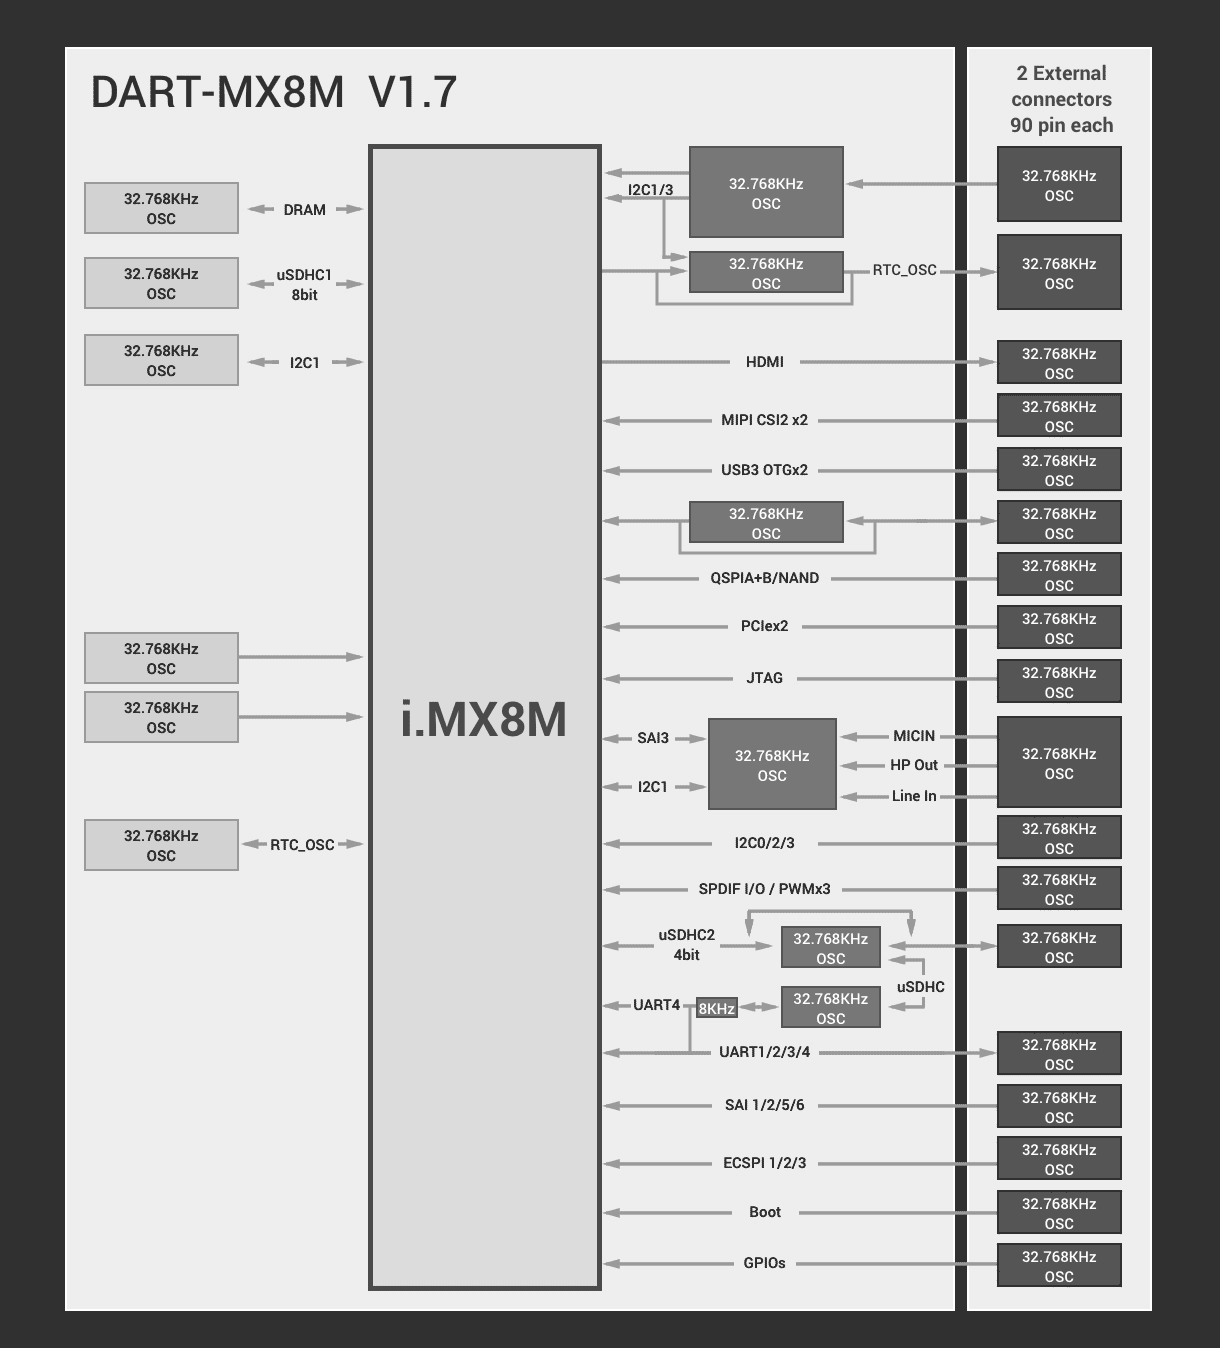 DART-MX8M V1.7
2 External
connectors
90 pin each
i.MX8M
32.768KHz
OSC
DRAM
32.768KHz
OSC
uSDHC1
8bit
32.768KHz
OSC
I2C1
32.768KHz
OSC
32.768KHz
OSC
32.768KHz
OSC
RTC_OSC
I2C1/3
32.768KHz
OSC
32.768KHz
OSC
32.768KHz
OSC
RTC_OSC
32.768KHz
OSC
HDMI
32.768KHz
OSC
MIPI CSI2 x2
32.768KHz
OSC
USB3 OTGx2
32.768KHz
OSC
32.768KHz
OSC
32.768KHz
OSC
QSPIA+B/NAND
32.768KHz
OSC
PCIex2
32.768KHz
OSC
JTAG
32.768KHz
OSC
SAI3
I2C1
32.768KHz
OSC
MICIN
HP Out
Line In
32.768KHz
OSC
I2C0/2/3
32.768KHz
OSC
SPDIF I/O / PWMx3
32.768KHz
OSC
uSDHC2
4bit
32.768KHz
OSC
32.768KHz
OSC
uSDHC
UART4
8KHz
32.768KHz
OSC
UART1/2/3/4
32.768KHz
OSC
SAI 1/2/5/6
32.768KHz
OSC
ECSPI 1/2/3
32.768KHz
OSC
Boot
32.768KHz
OSC
GPIOs
32.768KHz
OSC